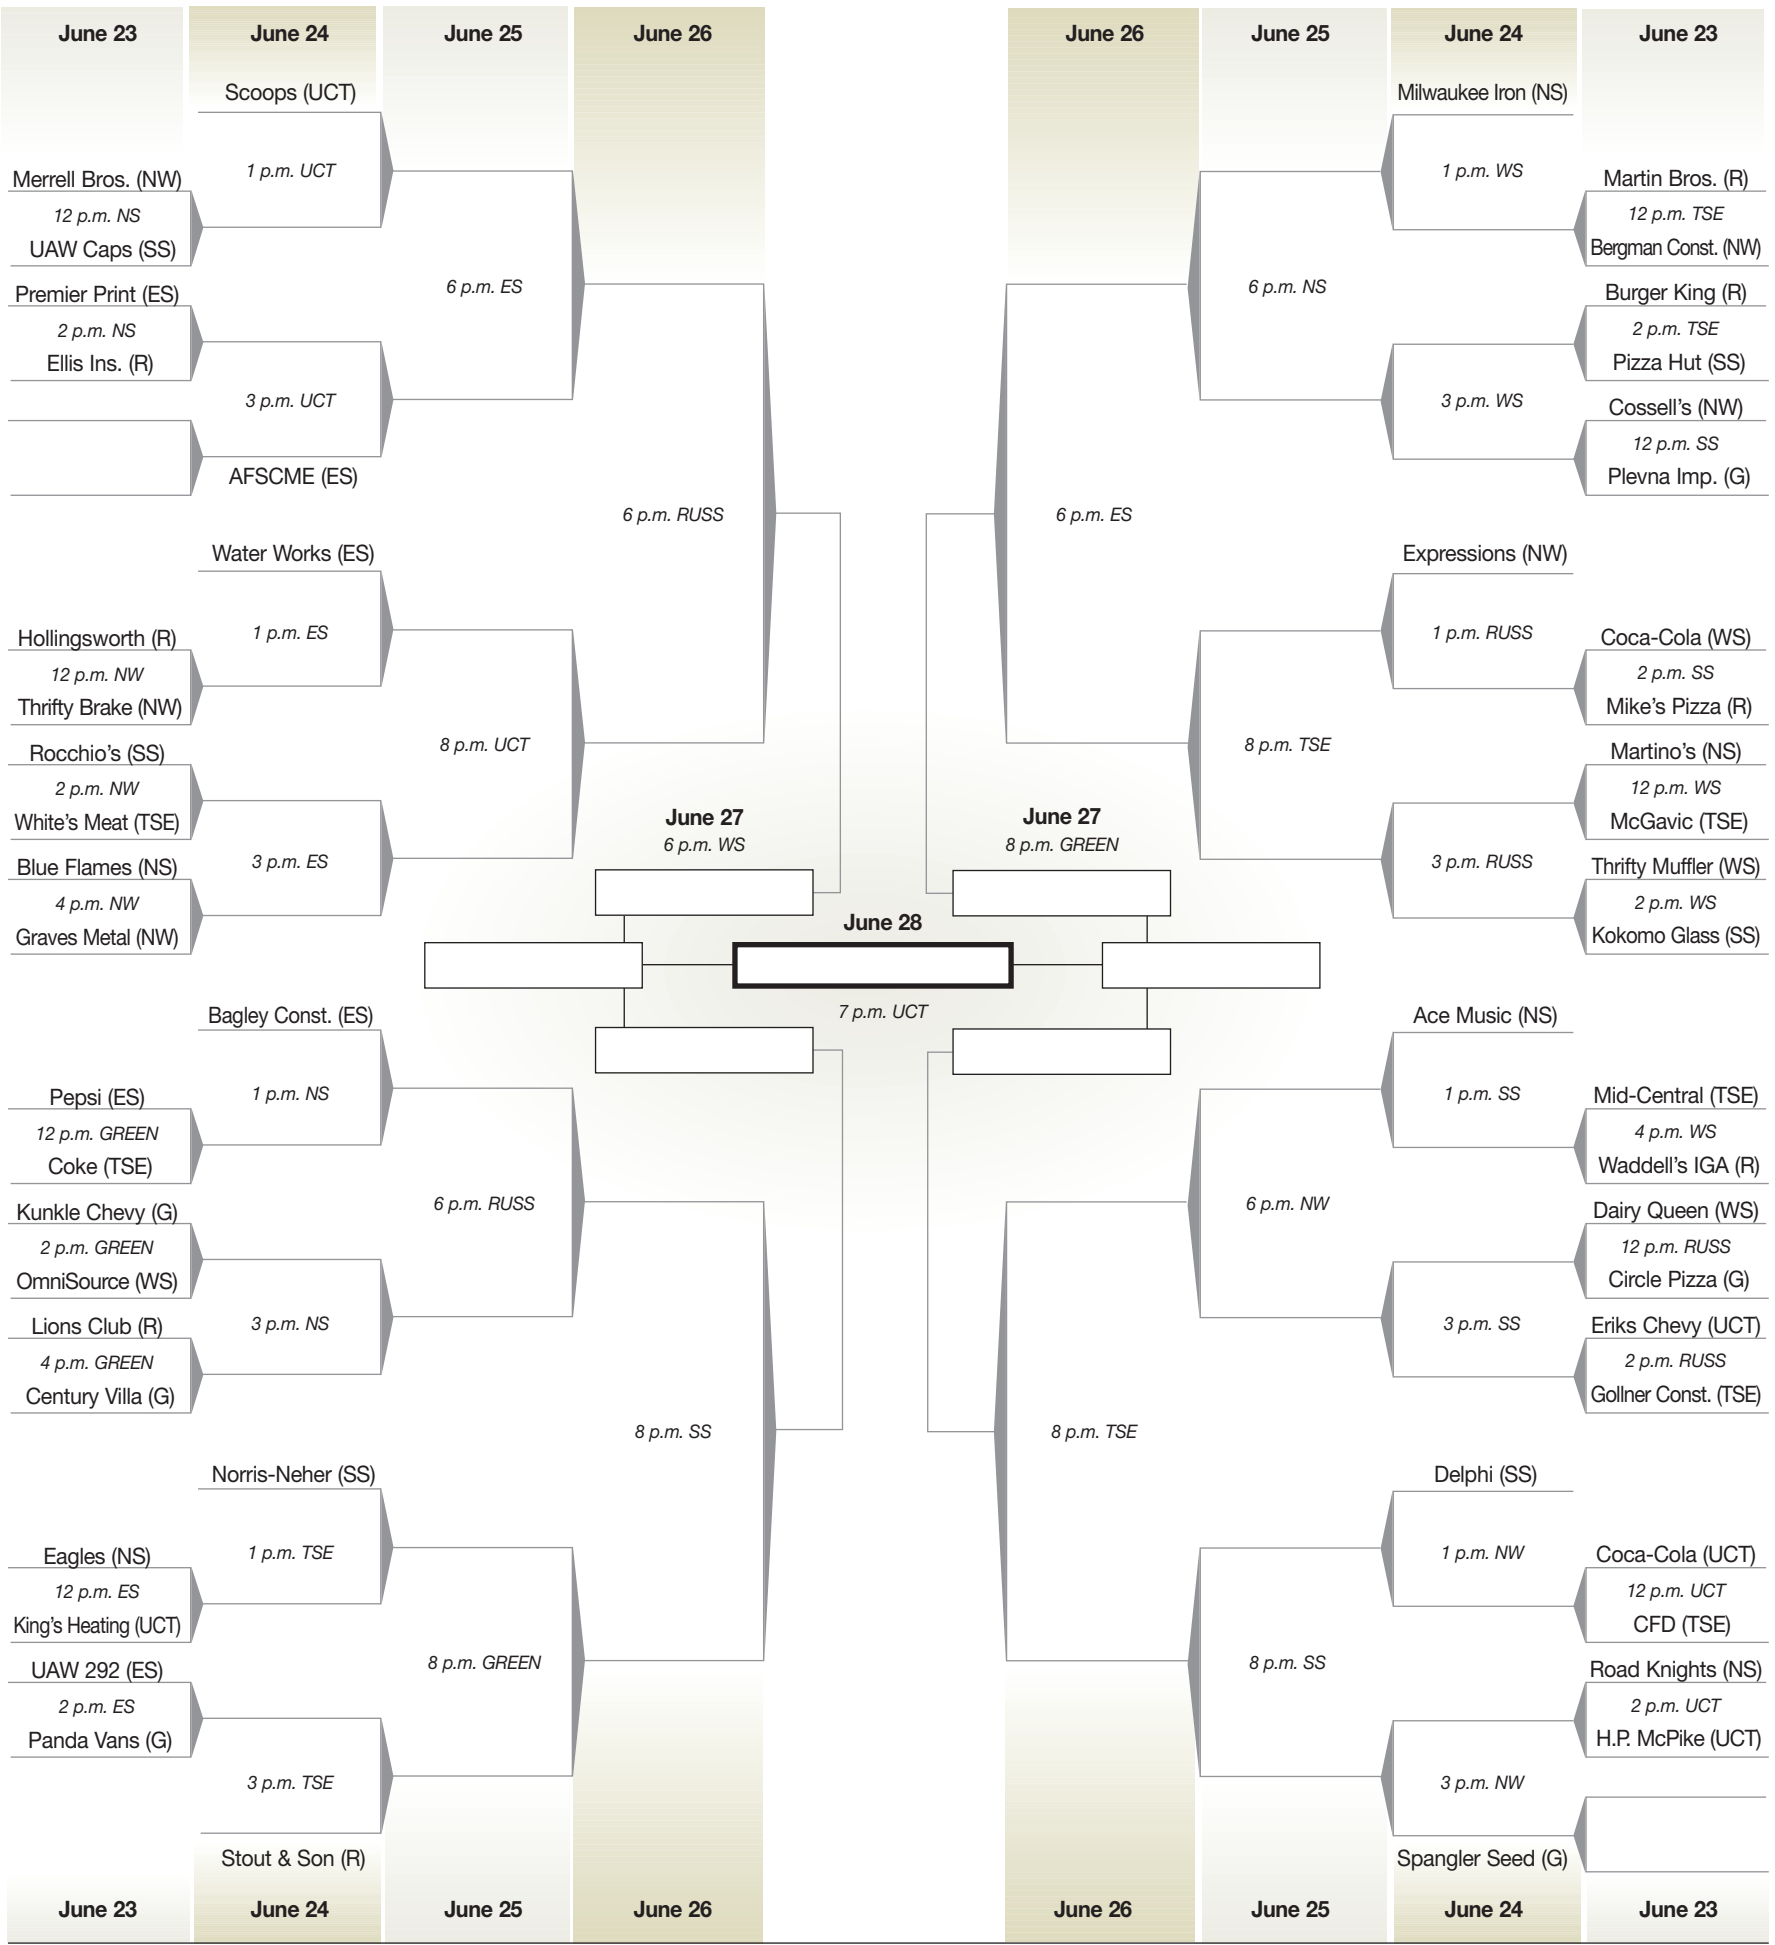 June 23
June 24
June 25
June 26
June 26
June 25
June 24
June 23
Scoops (UCT)
1 p.m. UCT
Merrell Bros. (NW)
12 p.m. NS
UAW Caps (SS)
Premier Print (ES)
2 p.m. NS
Ellis Ins. (R)
3 p.m. UCT
AFSCME (ES)
6 p.m. ES
Water Works (ES)
1 p.m. ES
Hollingsworth (R)
12 p.m. NW
Thrifty Brake (NW)
Rocchio's (SS)
2 p.m. NW
White's Meat (TSE)
Blue Flames (NS)
4 p.m. NW
Graves Metal (NW)
3 p.m. ES
8 p.m. UCT
6 p.m. RUSS
Bagley Const. (ES)
1 p.m. NS
Pepsi (ES)
12 p.m. GREEN
Coke (TSE)
Kunkle Chevy (G)
2 p.m. GREEN
OmniSource (WS)
Lions Club (R)
4 p.m. GREEN
Century Villa (G)
3 p.m. NS
6 p.m. RUSS
Norris-Neher (SS)
1 p.m. TSE
Eagles (NS)
12 p.m. ES
King's Heating (UCT)
UAW 292 (ES)
2 p.m. ES
Panda Vans (G)
3 p.m. TSE
Stout & Son (R)
8 p.m. GREEN
8 p.m. SS
June 27
6 p.m. WS
June 27
8 p.m. GREEN
June 28
7 p.m. UCT
Milwaukee Iron (NS)
1 p.m. WS
Martin Bros. (R)
12 p.m. TSE
Bergman Const. (NW)
Burger King (R)
2 p.m. TSE
Pizza Hut (SS)
Cossell's (NW)
12 p.m. SS
Plevna Imp. (G)
3 p.m. WS
6 p.m. NS
6 p.m. ES
Expressions (NW)
1 p.m. RUSS
Coca-Cola (WS)
2 p.m. SS
Mike's Pizza (R)
Martino's (NS)
12 p.m. WS
McGavic (TSE)
Thrifty Muffler (WS)
2 p.m. WS
Kokomo Glass (SS)
3 p.m. RUSS
8 p.m. TSE
Ace Music (NS)
1 p.m. SS
Mid-Central (TSE)
4 p.m. WS
Waddell's IGA (R)
Dairy Queen (WS)
12 p.m. RUSS
Circle Pizza (G)
Eriks Chevy (UCT)
2 p.m. RUSS
Gollner Const. (TSE)
3 p.m. SS
6 p.m. NW
8 p.m. TSE
Delphi (SS)
1 p.m. NW
Coca-Cola (UCT)
12 p.m. UCT
CFD (TSE)
Road Knights (NS)
2 p.m. UCT
H.P. McPike (UCT)
3 p.m. NW
Spangler Seed (G)
8 p.m. SS
June 23
June 24
June 25
June 26
June 26
June 25
June 24
June 23